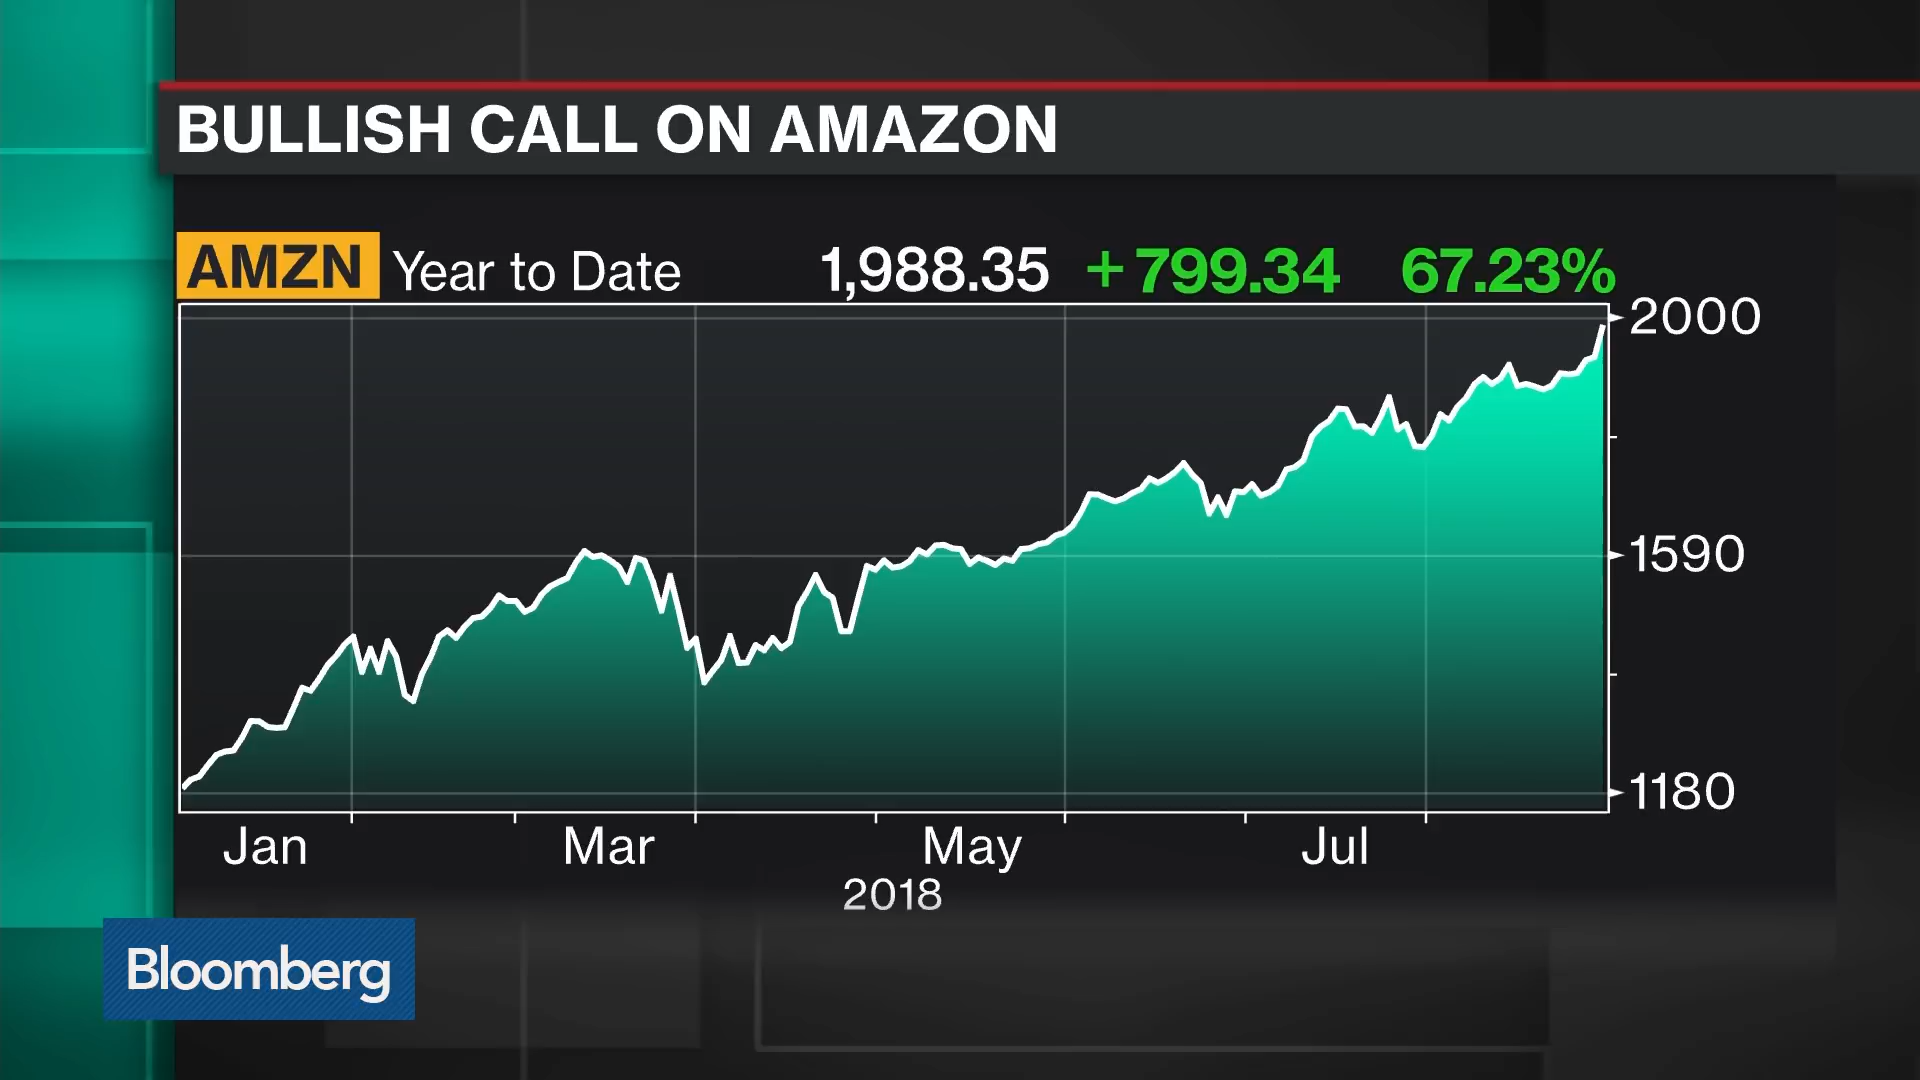 BULLISH CALL ON AMAZON
AMZN Year to Date 1,988.35 +799.34 67.23%
2000
1590
1180
Jan Mar May Jul
2018
Bloomberg